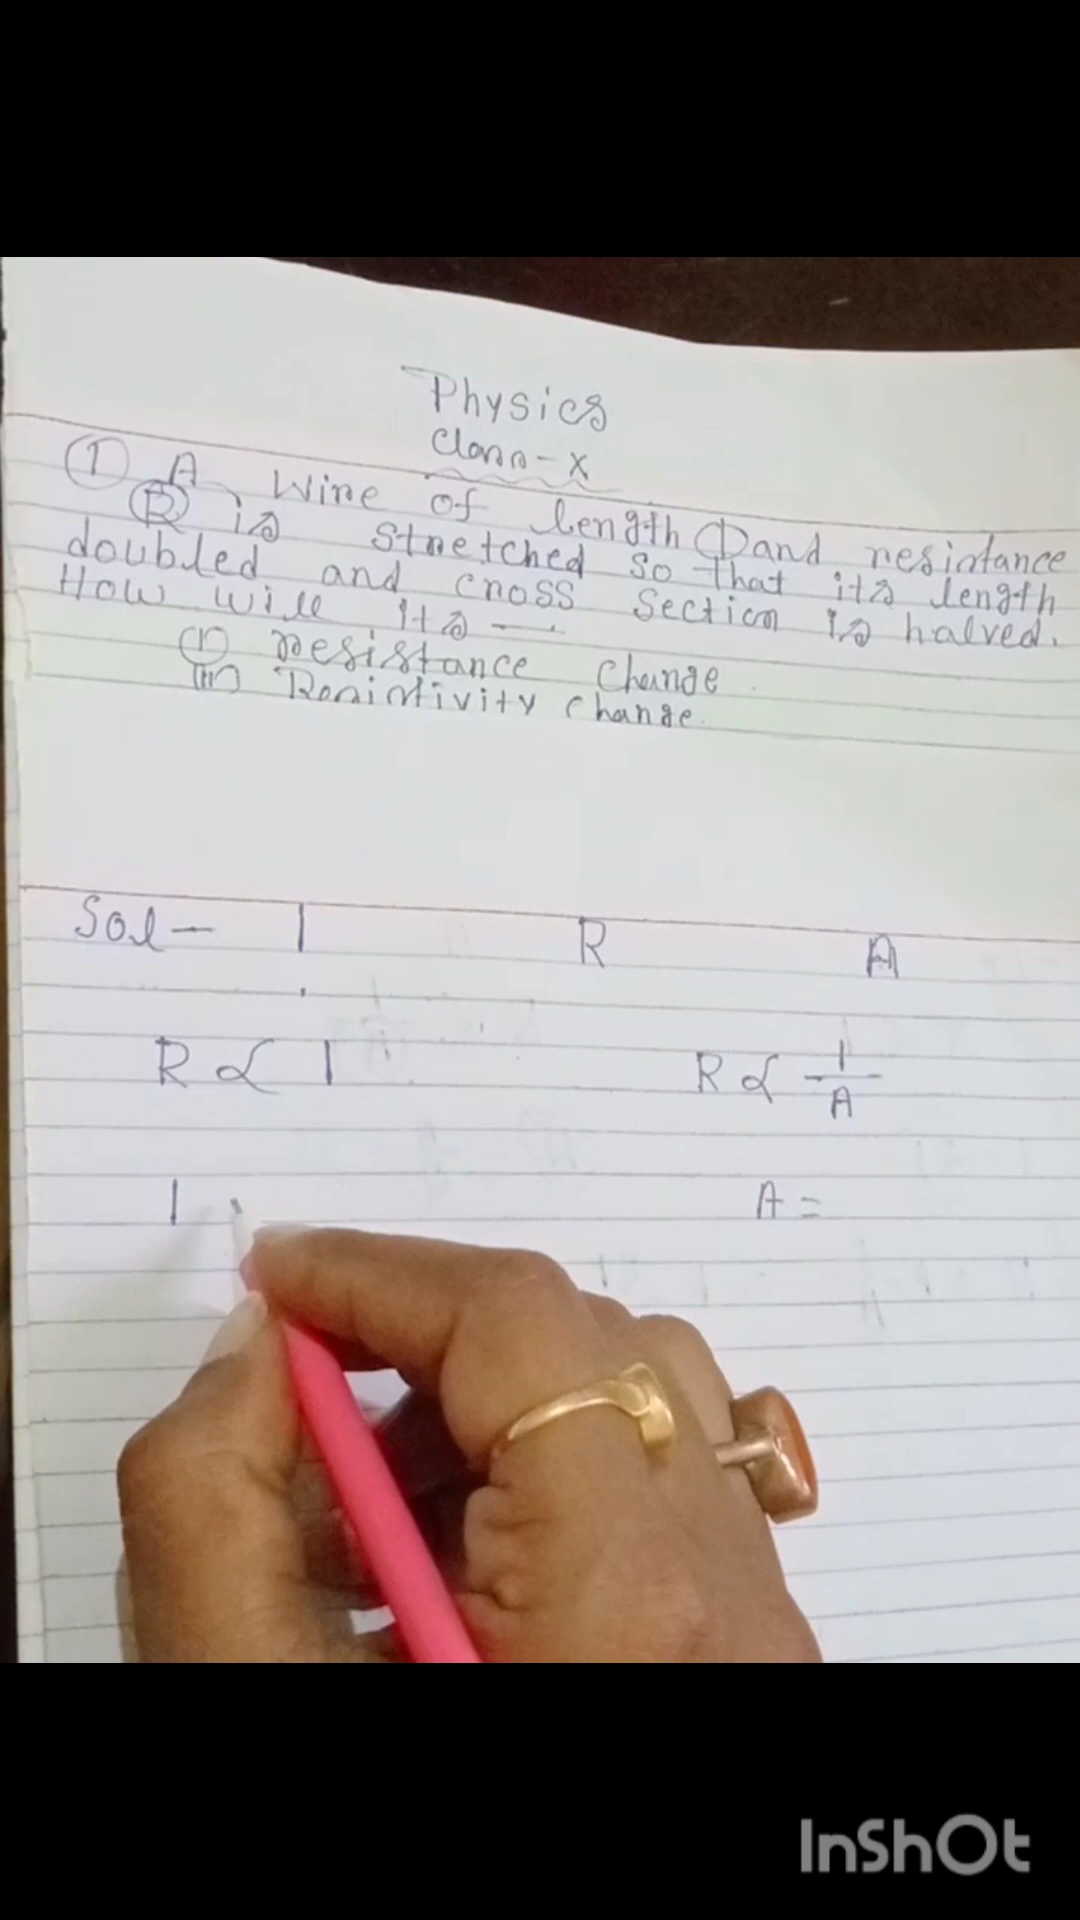 Physics
Class-X
① A wire of length ⓛ and resistance
Ⓡ is stretched so that its length
doubled and cross section is halved.
How will its —
(i) resistance change.
(ii) Resistivity change.
Sol — l R A
R ∝ l R ∝ 1/A
l A =
InShOt